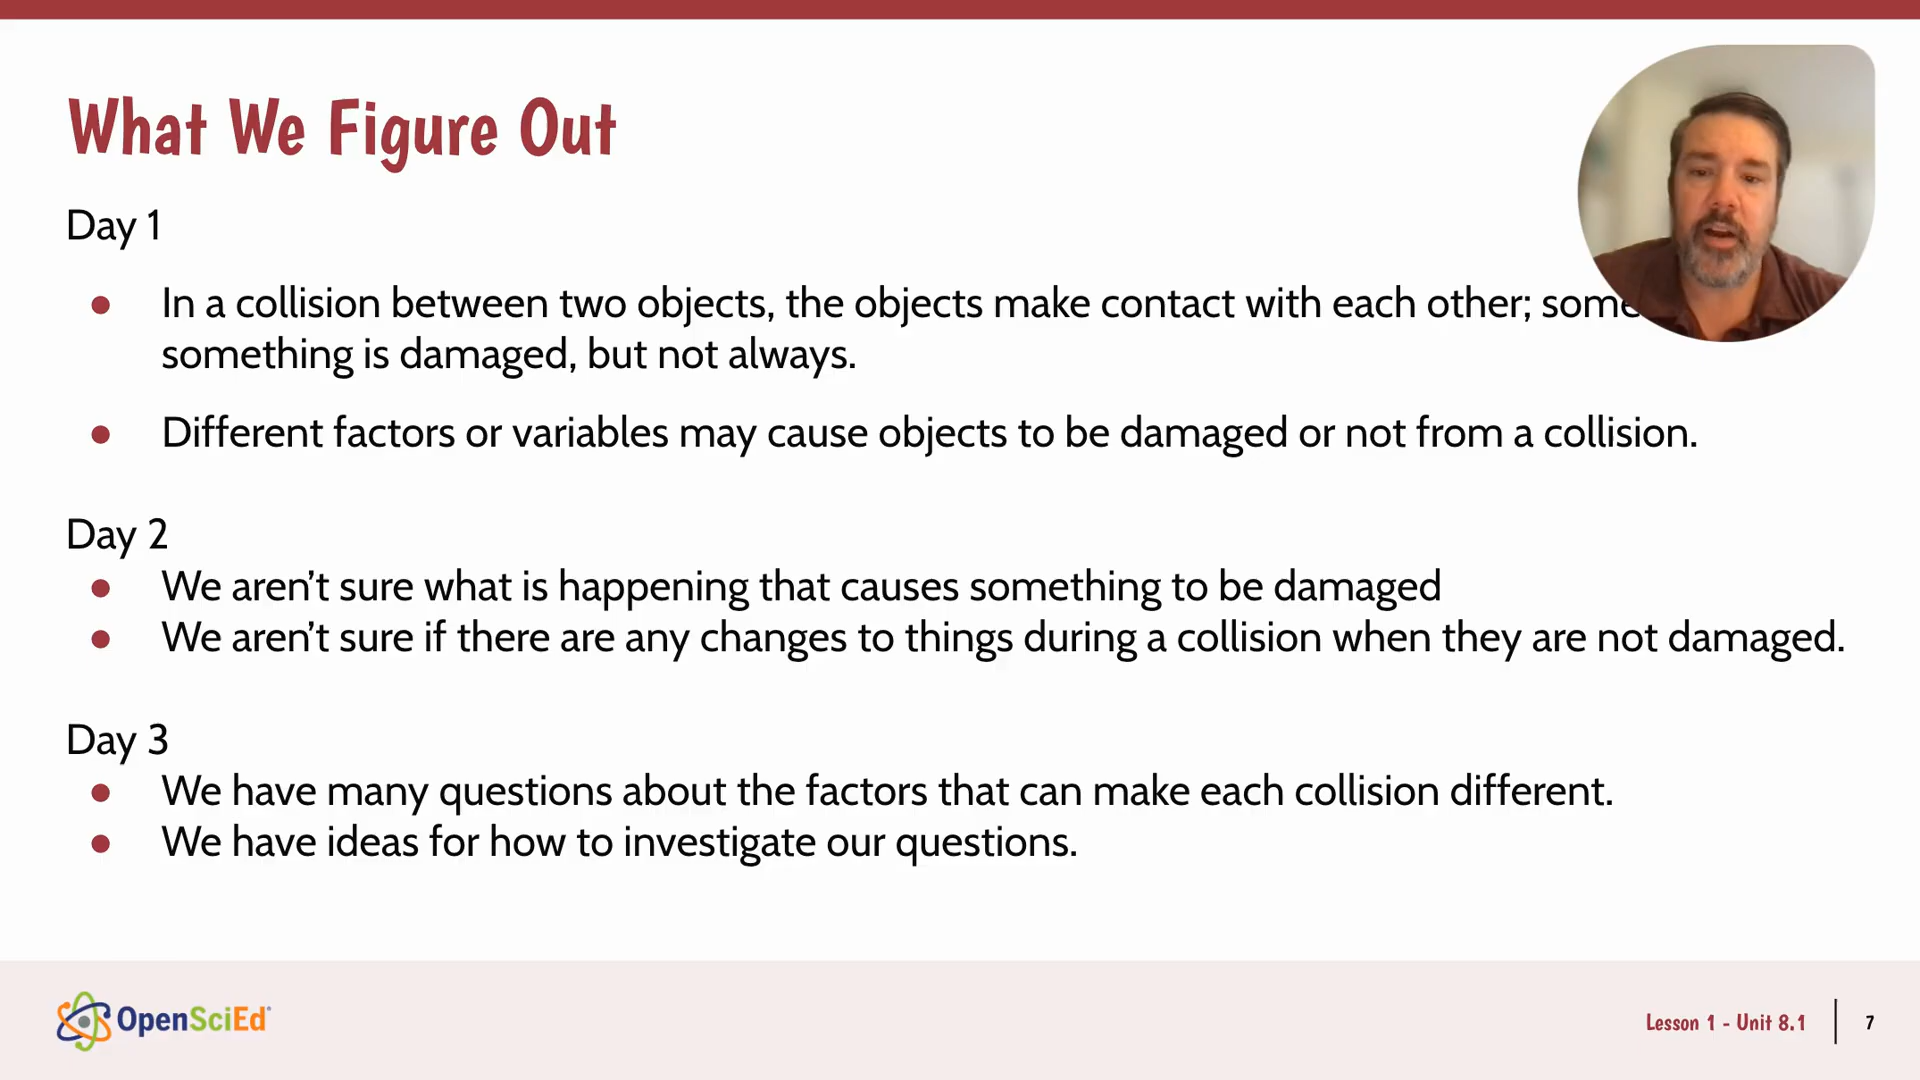 What We Figure Out
Day 1
● In a collision between two objects, the objects make contact with each other;
something is damaged, but not always.
● Different factors or variables may cause objects to be damaged or not from a collision.
Day 2
● We aren't sure what is happening that causes something to be damaged
● We aren't sure if there are any changes to things during a collision when they are not damaged.
Day 3
● We have many questions about the factors that can make each collision different.
● We have ideas for how to investigate our questions.
OpenSciEd®
Lesson 1 - Unit 8.1
7